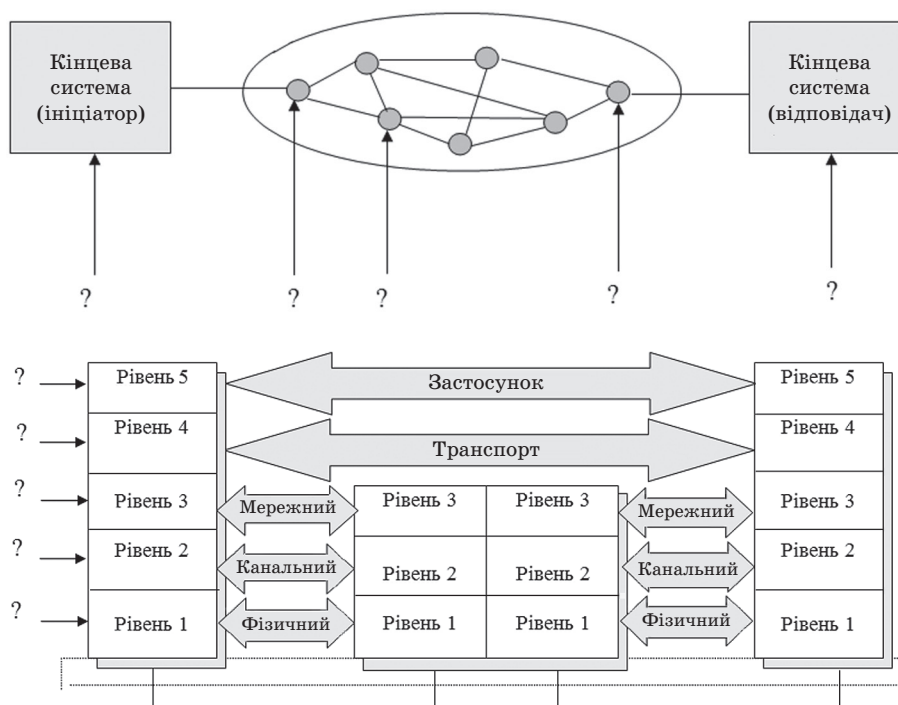 Кінцева
система
(ініціатор)
Кінцева
система
(відповідач)
?
?
?
?
?
? Рівень 5 Застосунок Рівень 5
? Рівень 4 Транспорт Рівень 4
? Рівень 3 Мережний Рівень 3 Рівень 3 Мережний Рівень 3
? Рівень 2 Канальний Рівень 2 Рівень 2 Канальний Рівень 2
? Рівень 1 Фізичний Рівень 1 Рівень 1 Фізичний Рівень 1